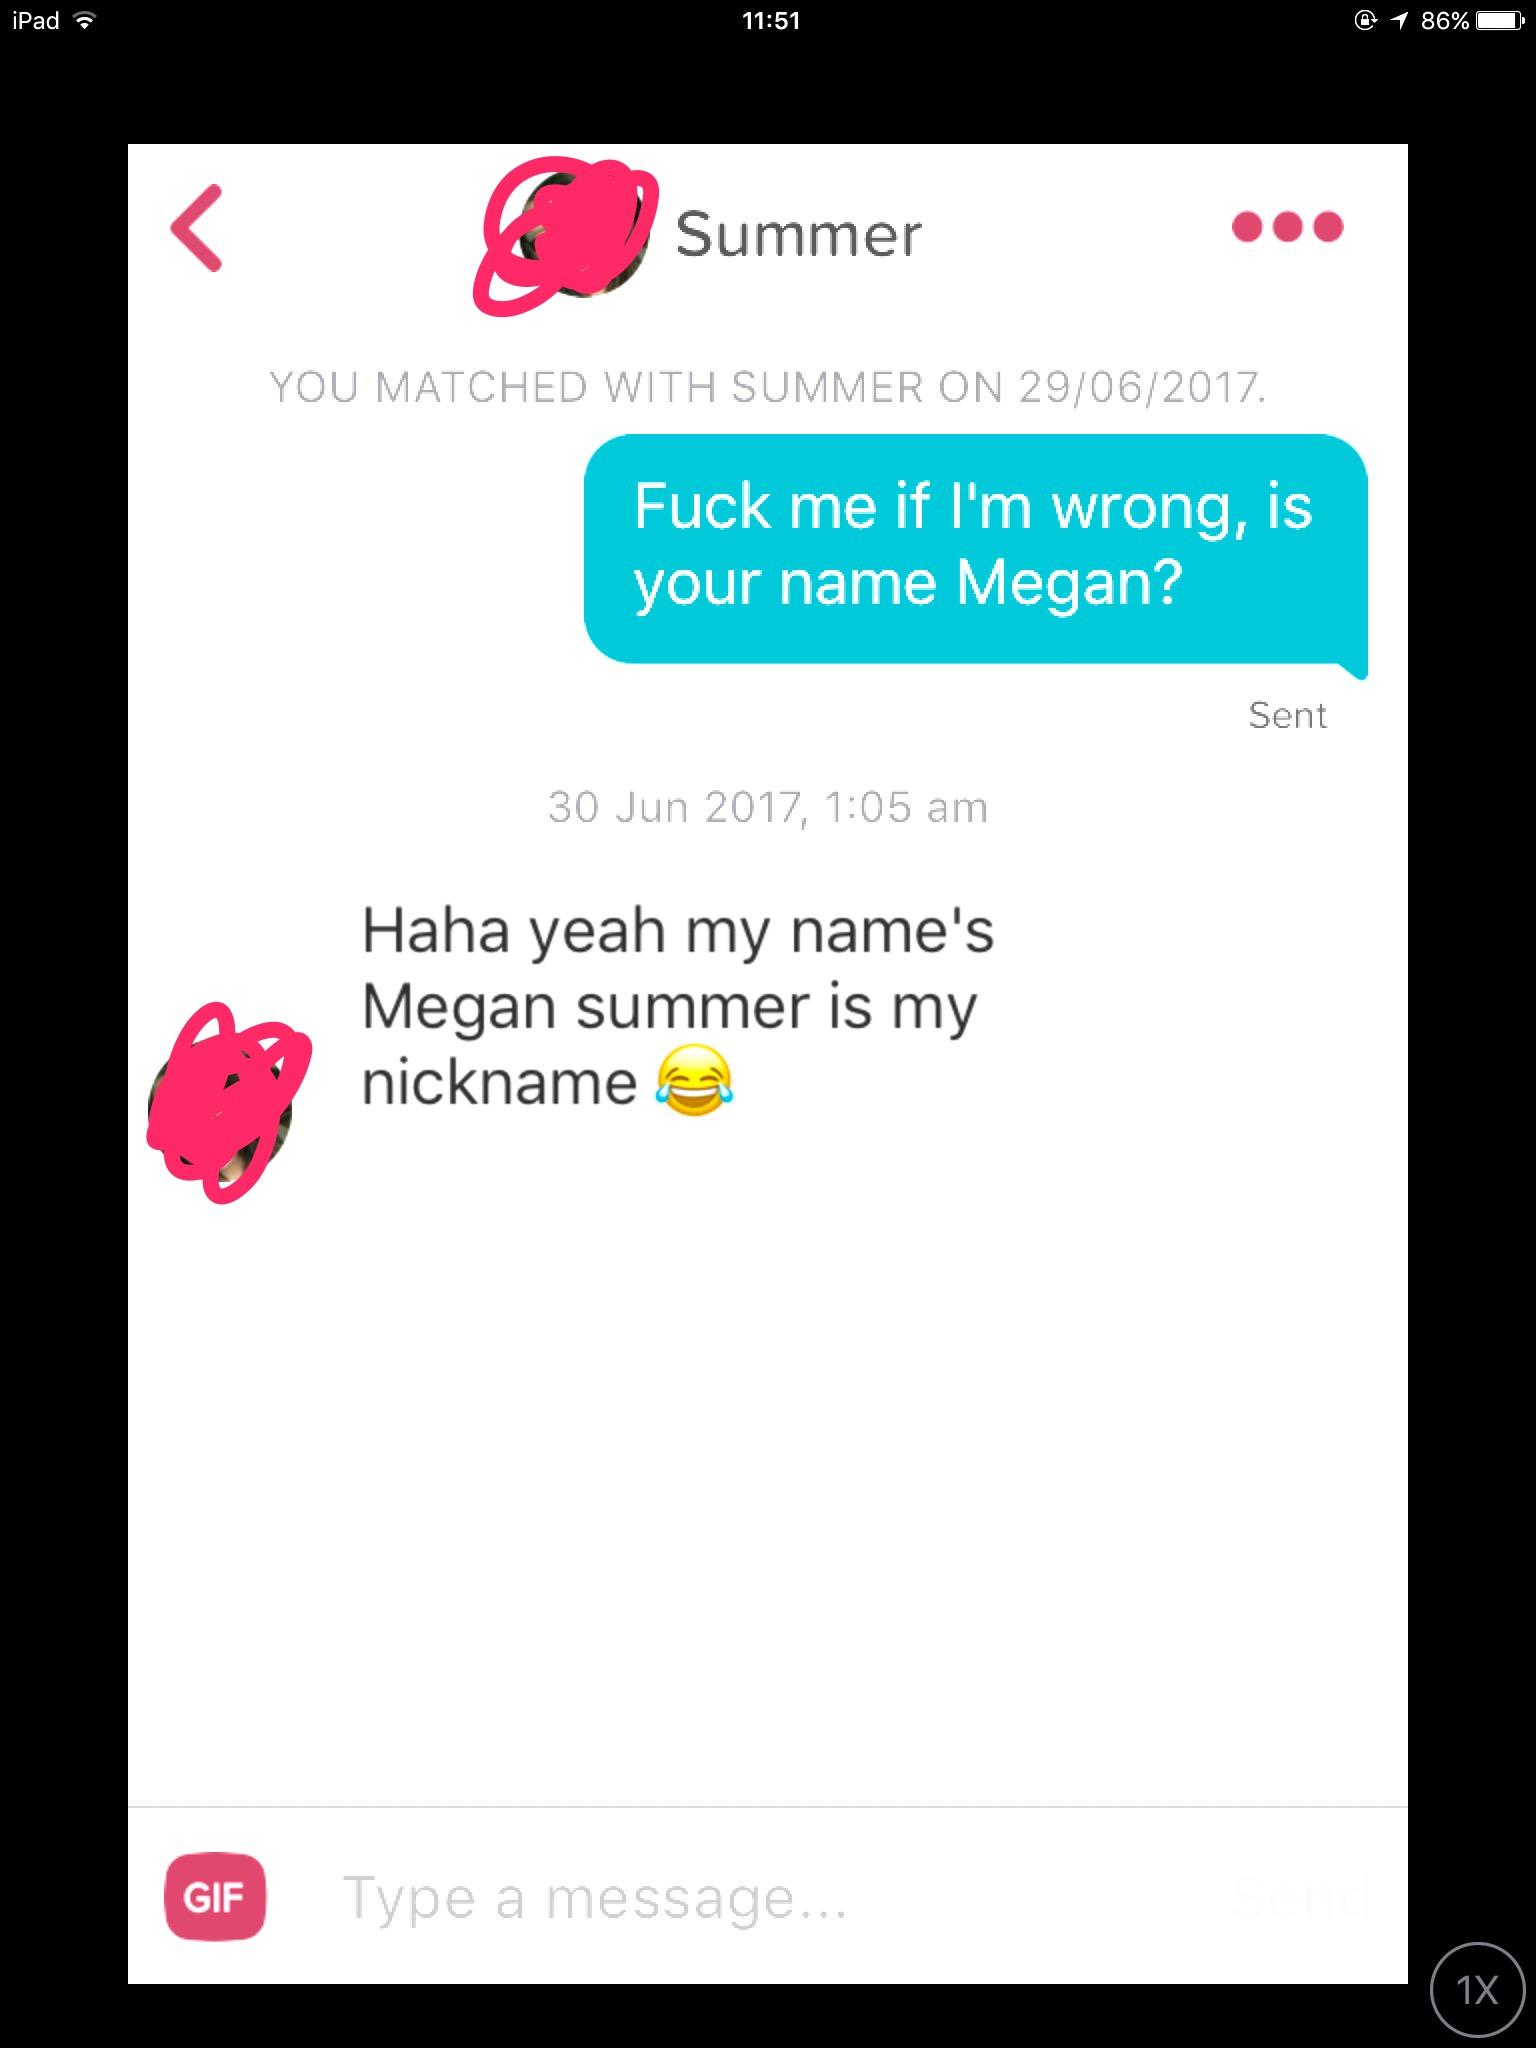 iPad 11:51 86%
Summer
YOU MATCHED WITH SUMMER ON 29/06/2017.
Fuck me if I'm wrong, is
your name Megan?
Sent
30 Jun 2017, 1:05 am
Haha yeah my name's
Megan summer is my
nickname 😂
GIF Type a message... Send
1X